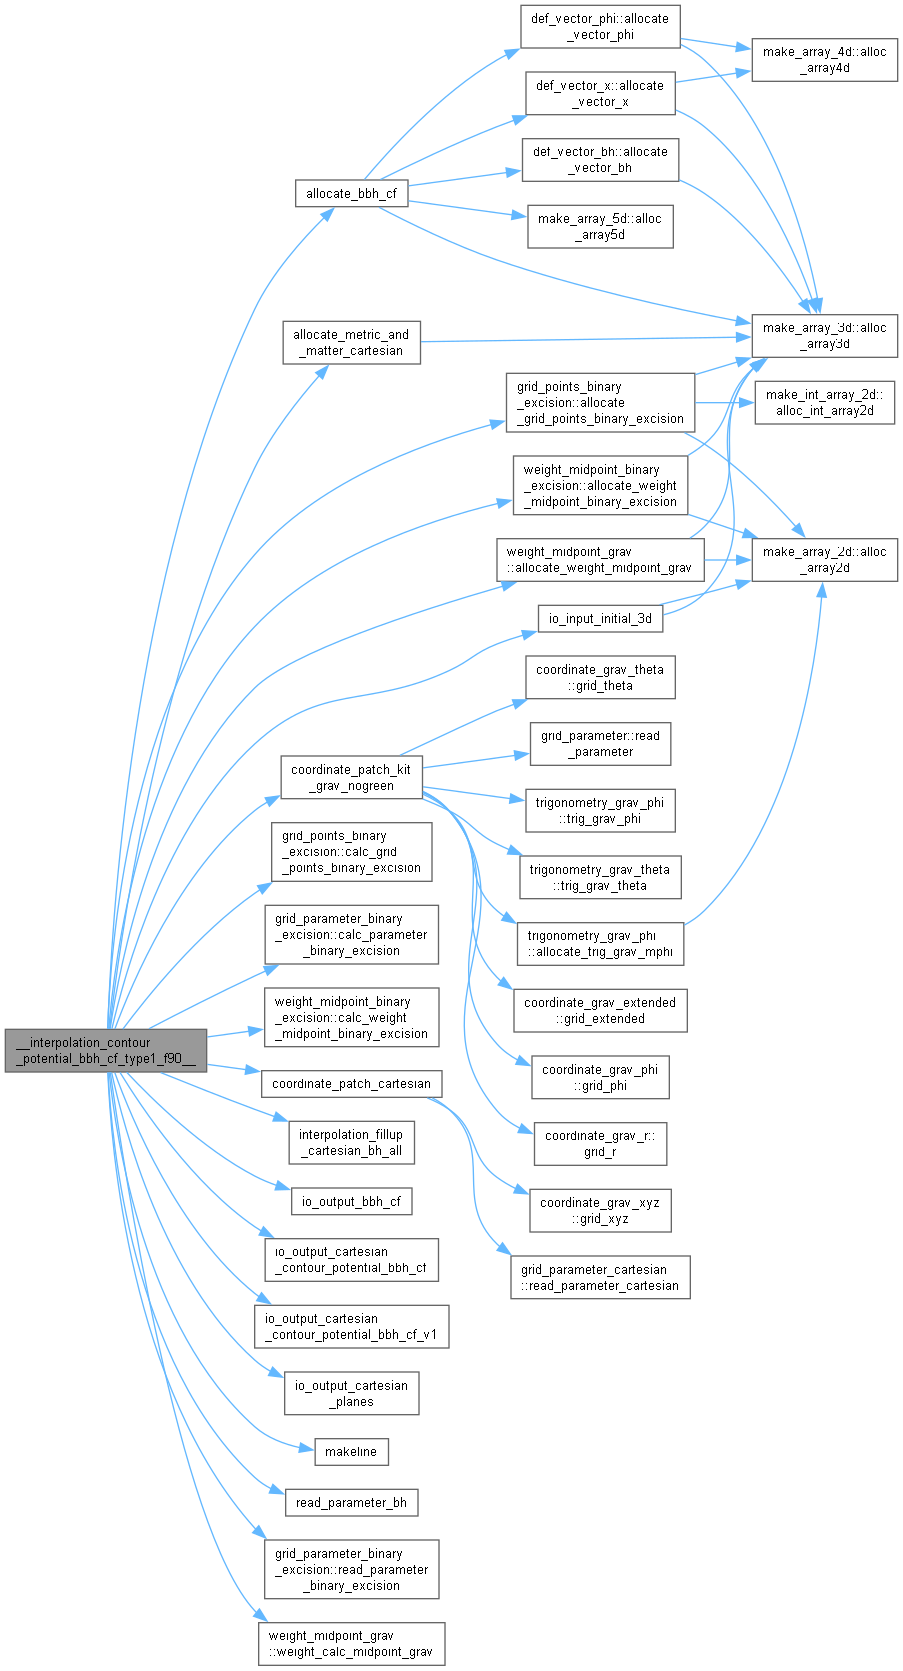 def_vector_phi::allocate
_vector_phi
make_array_4d::alloc
_array4d
def_vector_x::allocate
_vector_x
def_vector_bh::allocate
_vector_bh
allocate_bbh_cf
make_array_5d::alloc
_array5d
allocate_metric_and
_matter_cartesian
make_array_3d::alloc
_array3d
grid_points_binary
_excision::allocate
_grid_points_binary_excision
make_int_array_2d::
alloc_int_array2d
weight_midpoint_binary
_excision::allocate_weight
_midpoint_binary_excision
weight_midpoint_grav
::allocate_weight_midpoint_grav
make_array_2d::alloc
_array2d
io_input_initial_3d
coordinate_grav_theta
::grid_theta
grid_parameter::read
_parameter
coordinate_patch_kit
_grav_nogreen
trigonometry_grav_phi
::trig_grav_phi
grid_points_binary
_excision::calc_grid
_points_binary_excision
trigonometry_grav_theta
::trig_grav_theta
grid_parameter_binary
_excision::calc_parameter
_binary_excision
trigonometry_grav_phi
::allocate_trig_grav_mphi
weight_midpoint_binary
_excision::calc_weight
_midpoint_binary_excision
coordinate_grav_extended
::grid_extended
__interpolation_contour
_potential_bbh_cf_type1_f90__
coordinate_patch_cartesian
coordinate_grav_phi
::grid_phi
interpolation_fillup
_cartesian_bh_all
coordinate_grav_r::
grid_r
io_output_bbh_cf
coordinate_grav_xyz
::grid_xyz
io_output_cartesian
_contour_potential_bbh_cf
grid_parameter_cartesian
::read_parameter_cartesian
io_output_cartesian
_contour_potential_bbh_cf_v1
io_output_cartesian
_planes
makeline
read_parameter_bh
grid_parameter_binary
_excision::read_parameter
_binary_excision
weight_midpoint_grav
::weight_calc_midpoint_grav